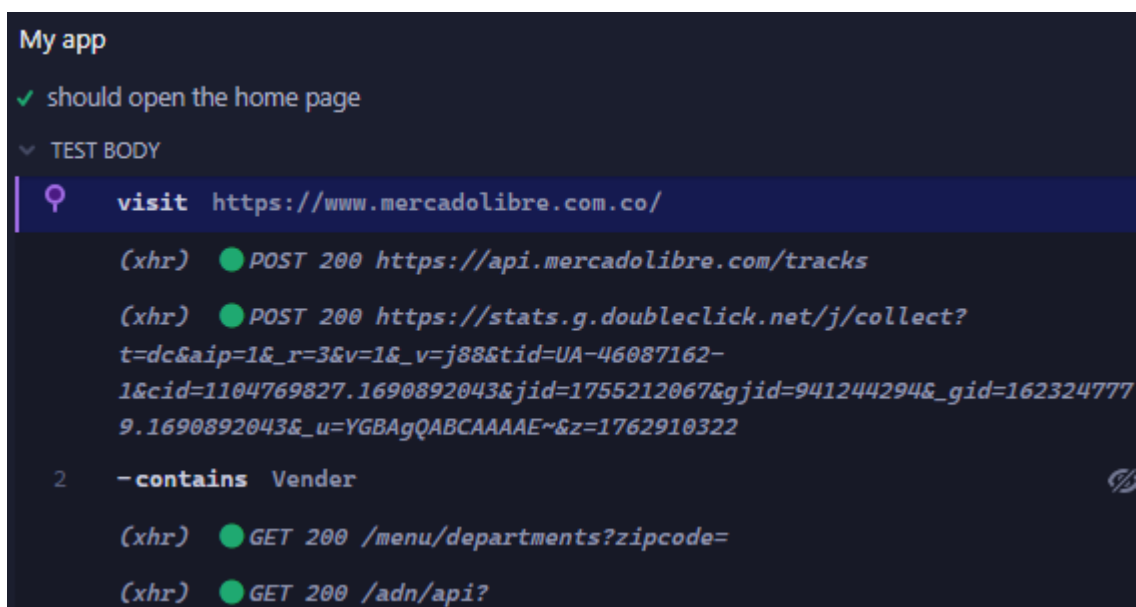 My app
should open the home page
TEST BODY
visit https://www.mercadolibre.com.co/
(xhr) POST 200 https://api.mercadolibre.com/tracks
(xhr) POST 200 https://stats.g.doubleclick.net/j/collect?
t=dc&aip=1&_r=3&v=1&_v=j88&tid=UA-46087162-
1&cid=1104769827.1690892043&jid=1755212067&gjid=941244294&_gid=162324777
9.1690892043&_u=YGBAgQABCAAAAE~&z=1762910322
2 -contains Vender
(xhr) GET 200 /menu/departments?zipcode=
(xhr) GET 200 /adn/api?